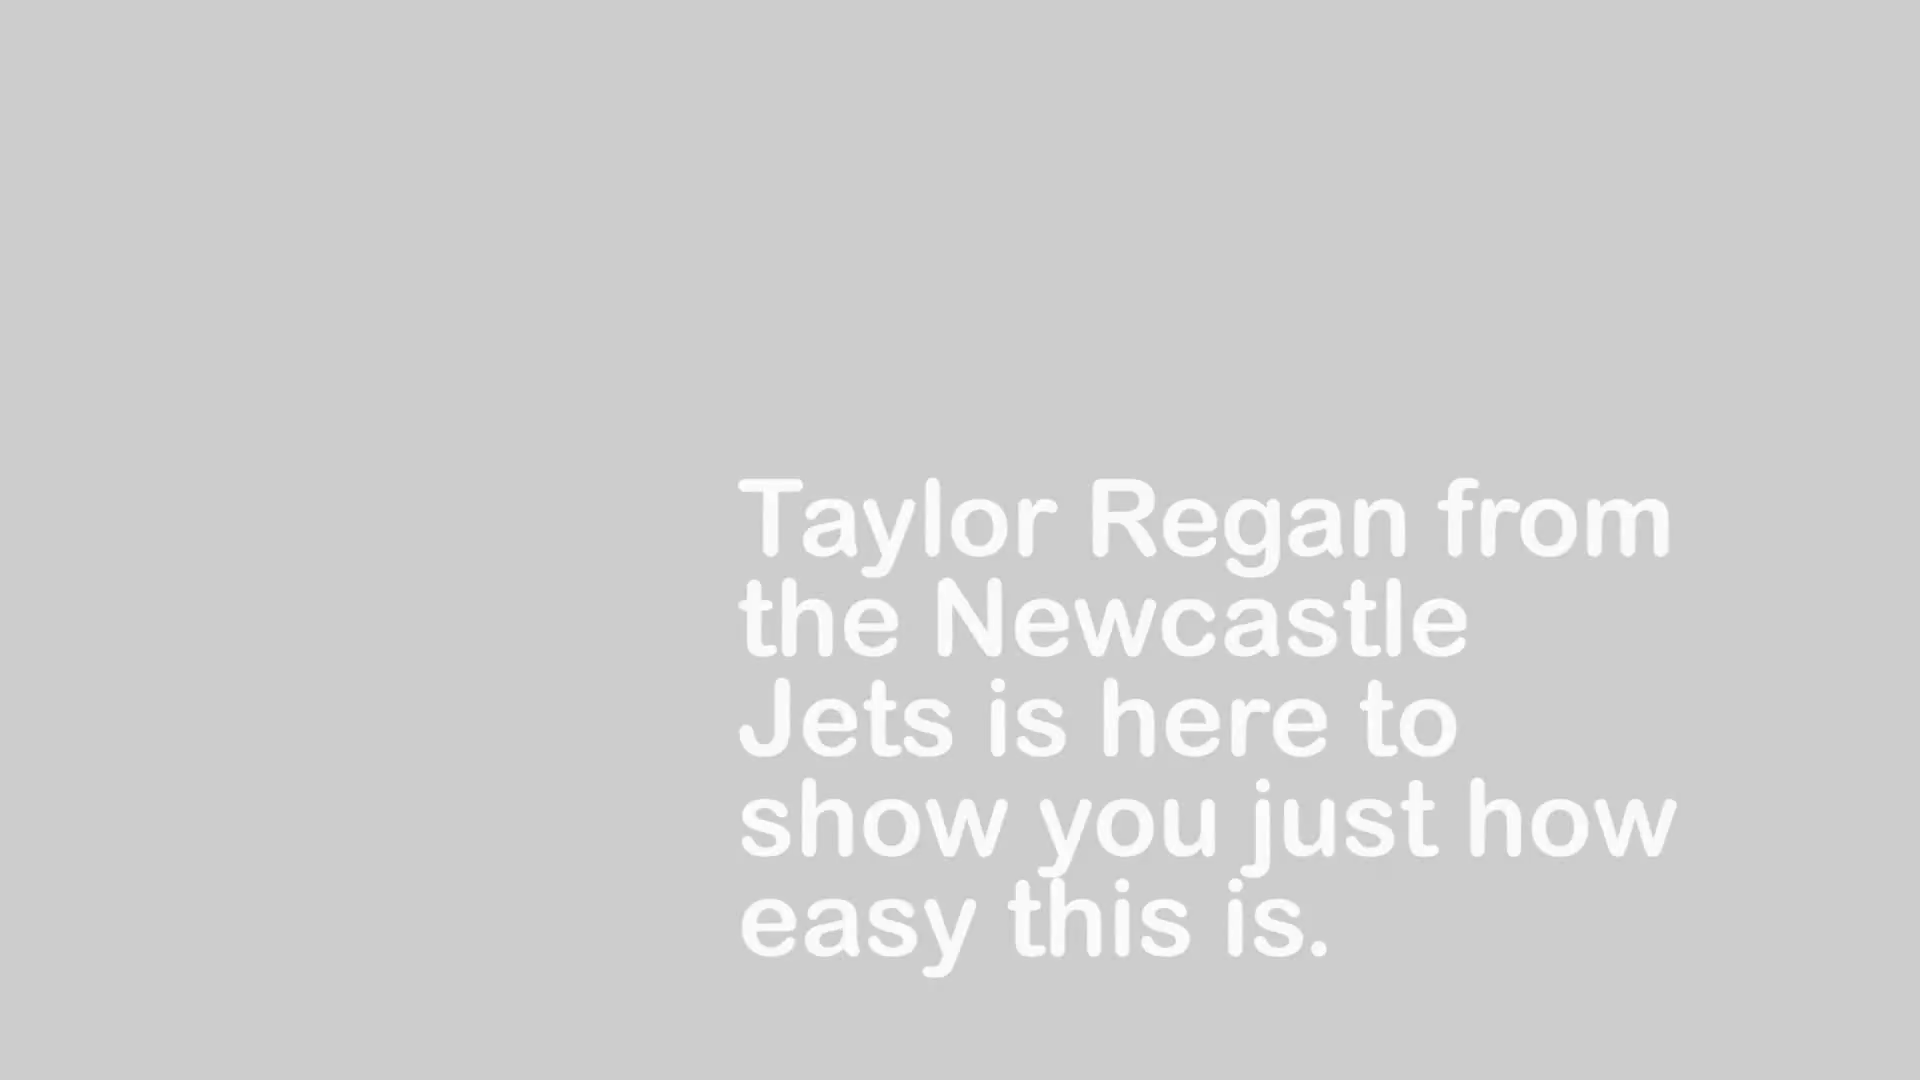 Taylor Regan from
the Newcastle
Jets is here to
show you just how
easy this is.